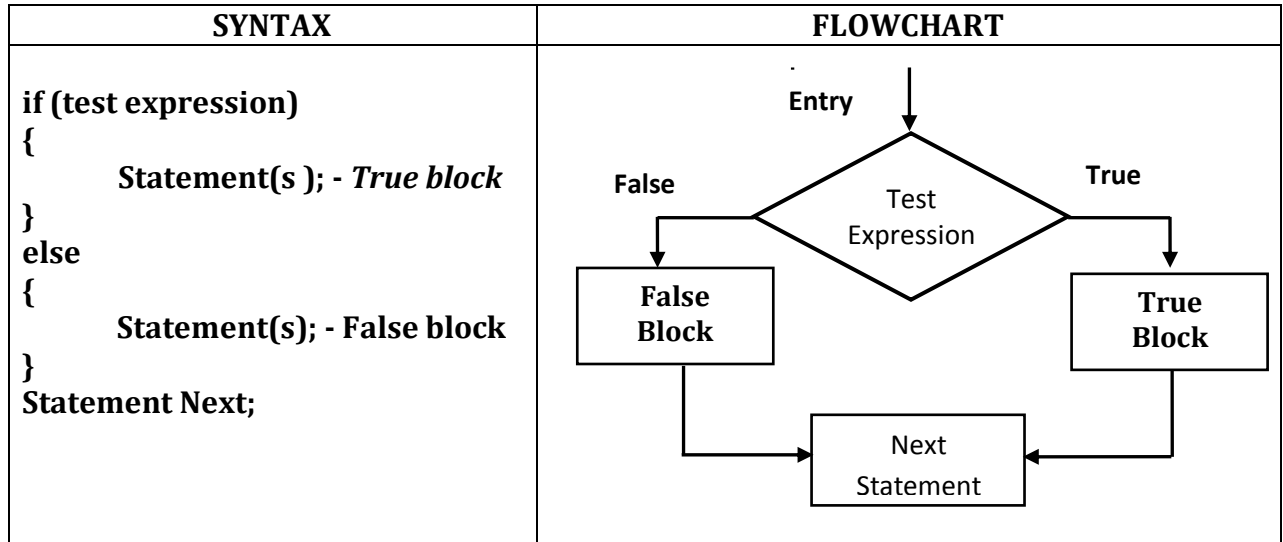 SYNTAX
FLOWCHART
if (test expression)
{
Statement(s ); - True block
}
else
{
Statement(s); - False block
}
Statement Next;
Entry
False
True
Test
Expression
False
Block
True
Block
Next
Statement